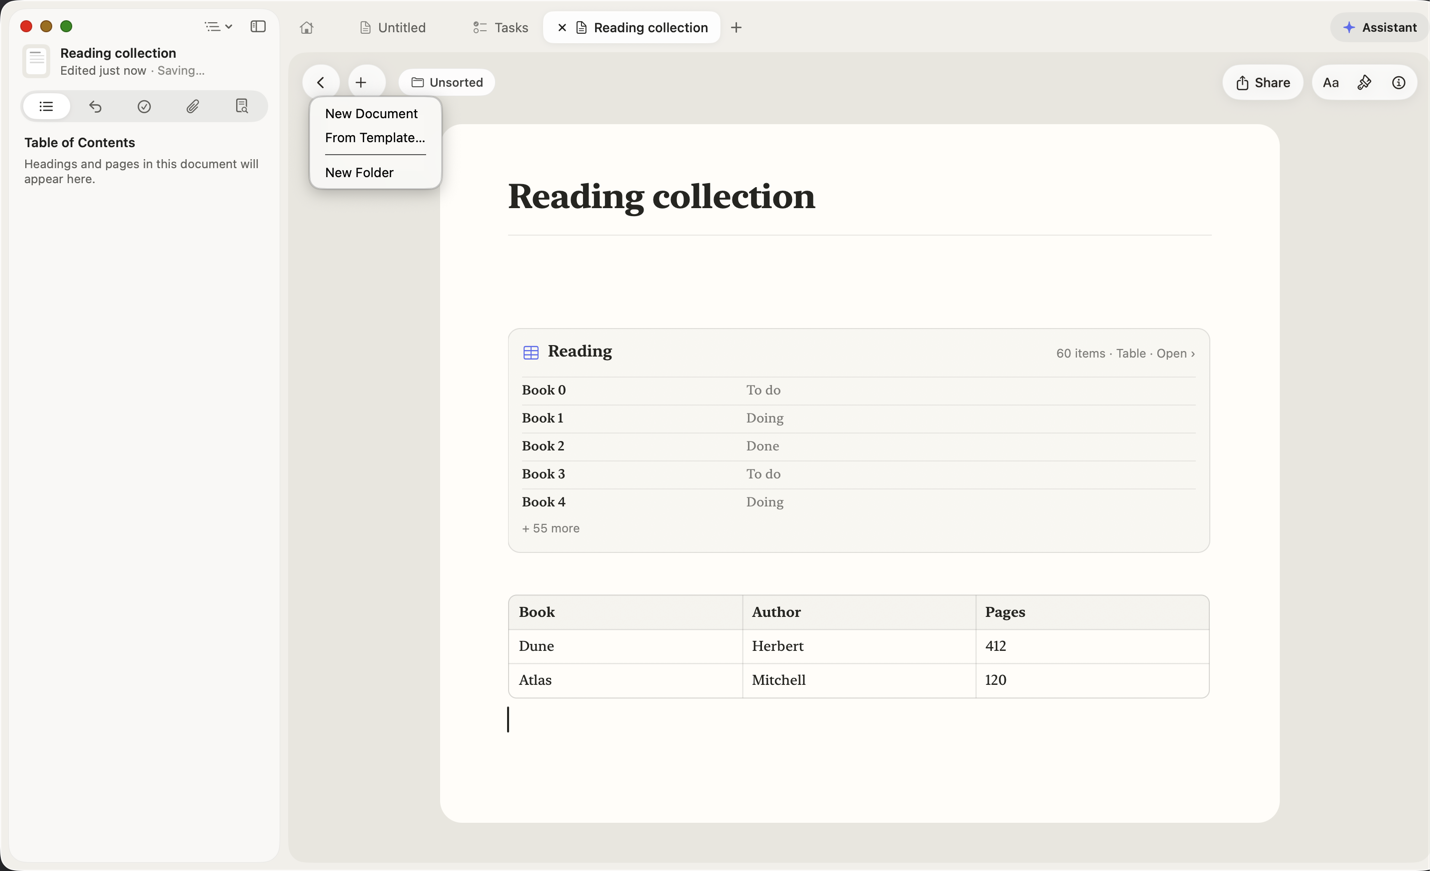 Reading collection
Edited just now · Saving...
Table of Contents
Headings and pages in this document will
appear here.
Untitled
Tasks
Reading collection
Assistant
Unsorted
Share
Aa
New Document
From Template...
New Folder
Reading collection
Reading
60 items · Table · Open ›
Book 0 To do
Book 1 Doing
Book 2 Done
Book 3 To do
Book 4 Doing
+ 55 more
Book Author Pages
Dune Herbert 412
Atlas Mitchell 120